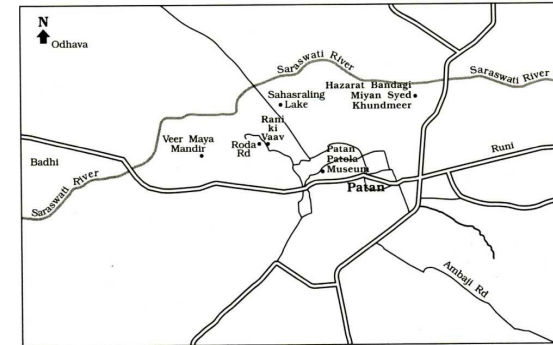 N
Odhava
Saraswati River
Saraswati River
Hazarat Bandagi
Miyan Syed
Khundmeer
Sahasraling
Lake
Rani
ki
Vaav
Veer Maya
Mandir
Roda
Rd
Patan
Patola
Museum
Runi
Badhi
Patan
Saraswati River
Ambaji Rd